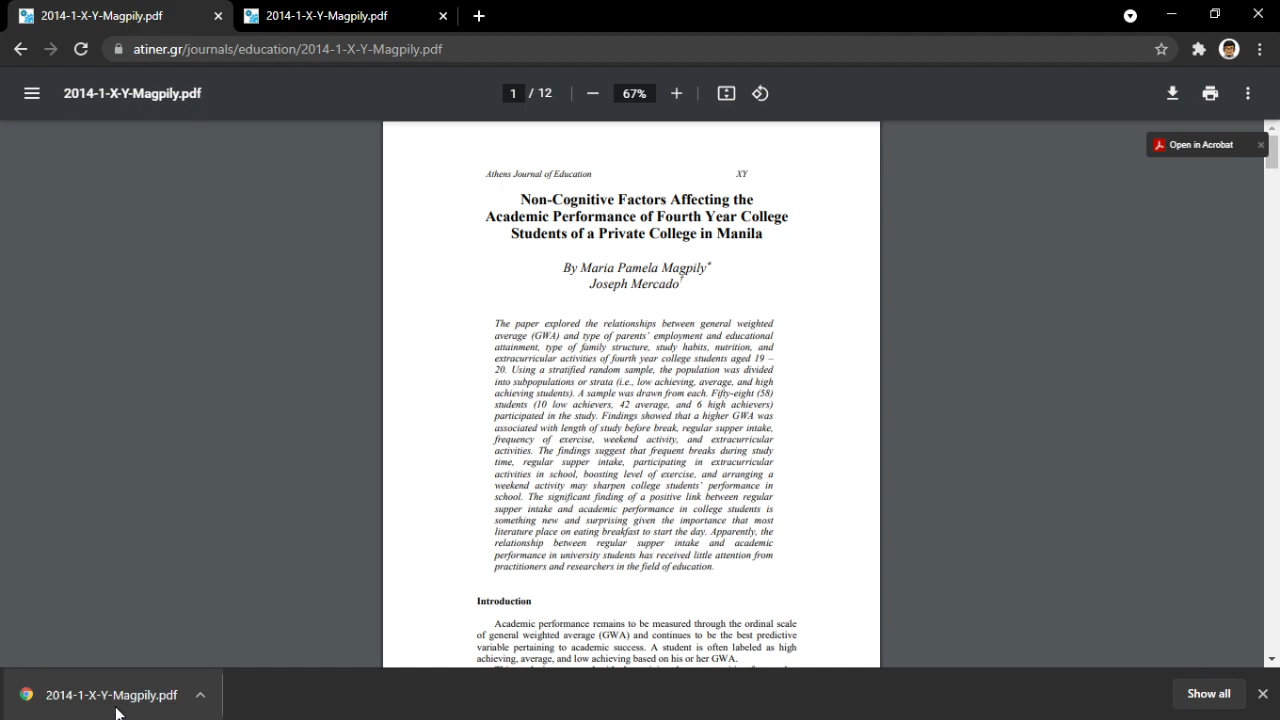 2014-1-X-Y-Magpily.pdf
2014-1-X-Y-Magpily.pdf
atiner.gr/journals/education/2014-1-X-Y-Magpily.pdf
2014-1-X-Y-Magpily.pdf
1 / 12
67%
Open in Acrobat
Athens Journal of Education XY
Non-Cognitive Factors Affecting the
Academic Performance of Fourth Year College
Students of a Private College in Manila
By Maria Pamela Magpily*
Joseph Mercado†
The paper explored the relationships between general weighted
average (GWA) and type of parents' employment and educational
attainment, type of family structure, study habits, nutrition, and
extracurricular activities of fourth year college students aged 19 –
20. Using a stratified random sample, the population was divided
into subpopulations or strata (i.e., low achieving, average, and high
achieving students). A sample was drawn from each. Fifty-eight (58)
students (10 low achievers, 42 average, and 6 high achievers)
participated in the study. Findings showed that a higher GWA was
associated with length of study before break, regular supper intake,
frequency of exercise, weekend activity, and extracurricular
activities. The findings suggest that frequent breaks during study
time, regular supper intake, participating in extracurricular
activities in school, boosting level of exercise, and arranging a
weekend activity may sharpen college students' performance in
school. The significant finding of a positive link between regular
supper intake and academic performance in college students is
something new and surprising given the importance that most
literature place on eating breakfast to start the day. Apparently, the
relationship between regular supper intake and academic
performance in university students has received little attention from
practitioners and researchers in the field of education.
Introduction
Academic performance remains to be measured through the ordinal scale
of general weighted average (GWA) and continues to be the best predictive
variable pertaining to academic success. A student is often labeled as high
achieving, average, and low achieving based on his or her GWA.
2014-1-X-Y-Magpily.pdf
Show all